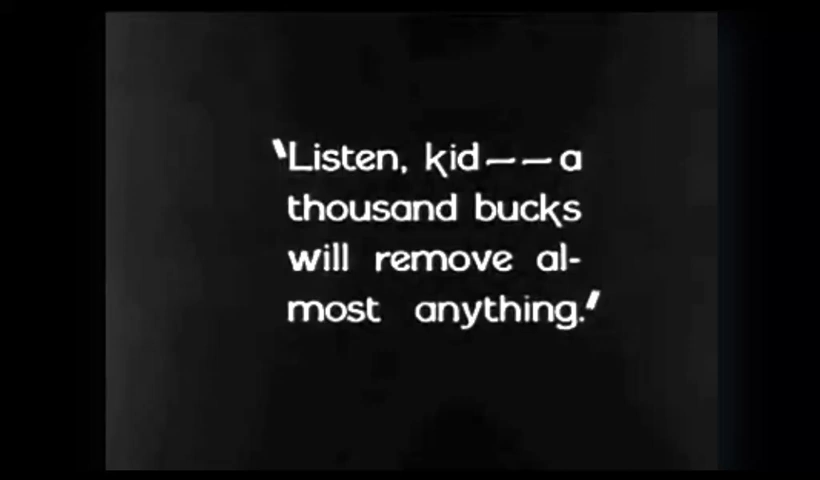 "Listen, kid——a
thousand bucks
will remove al-
most anything."